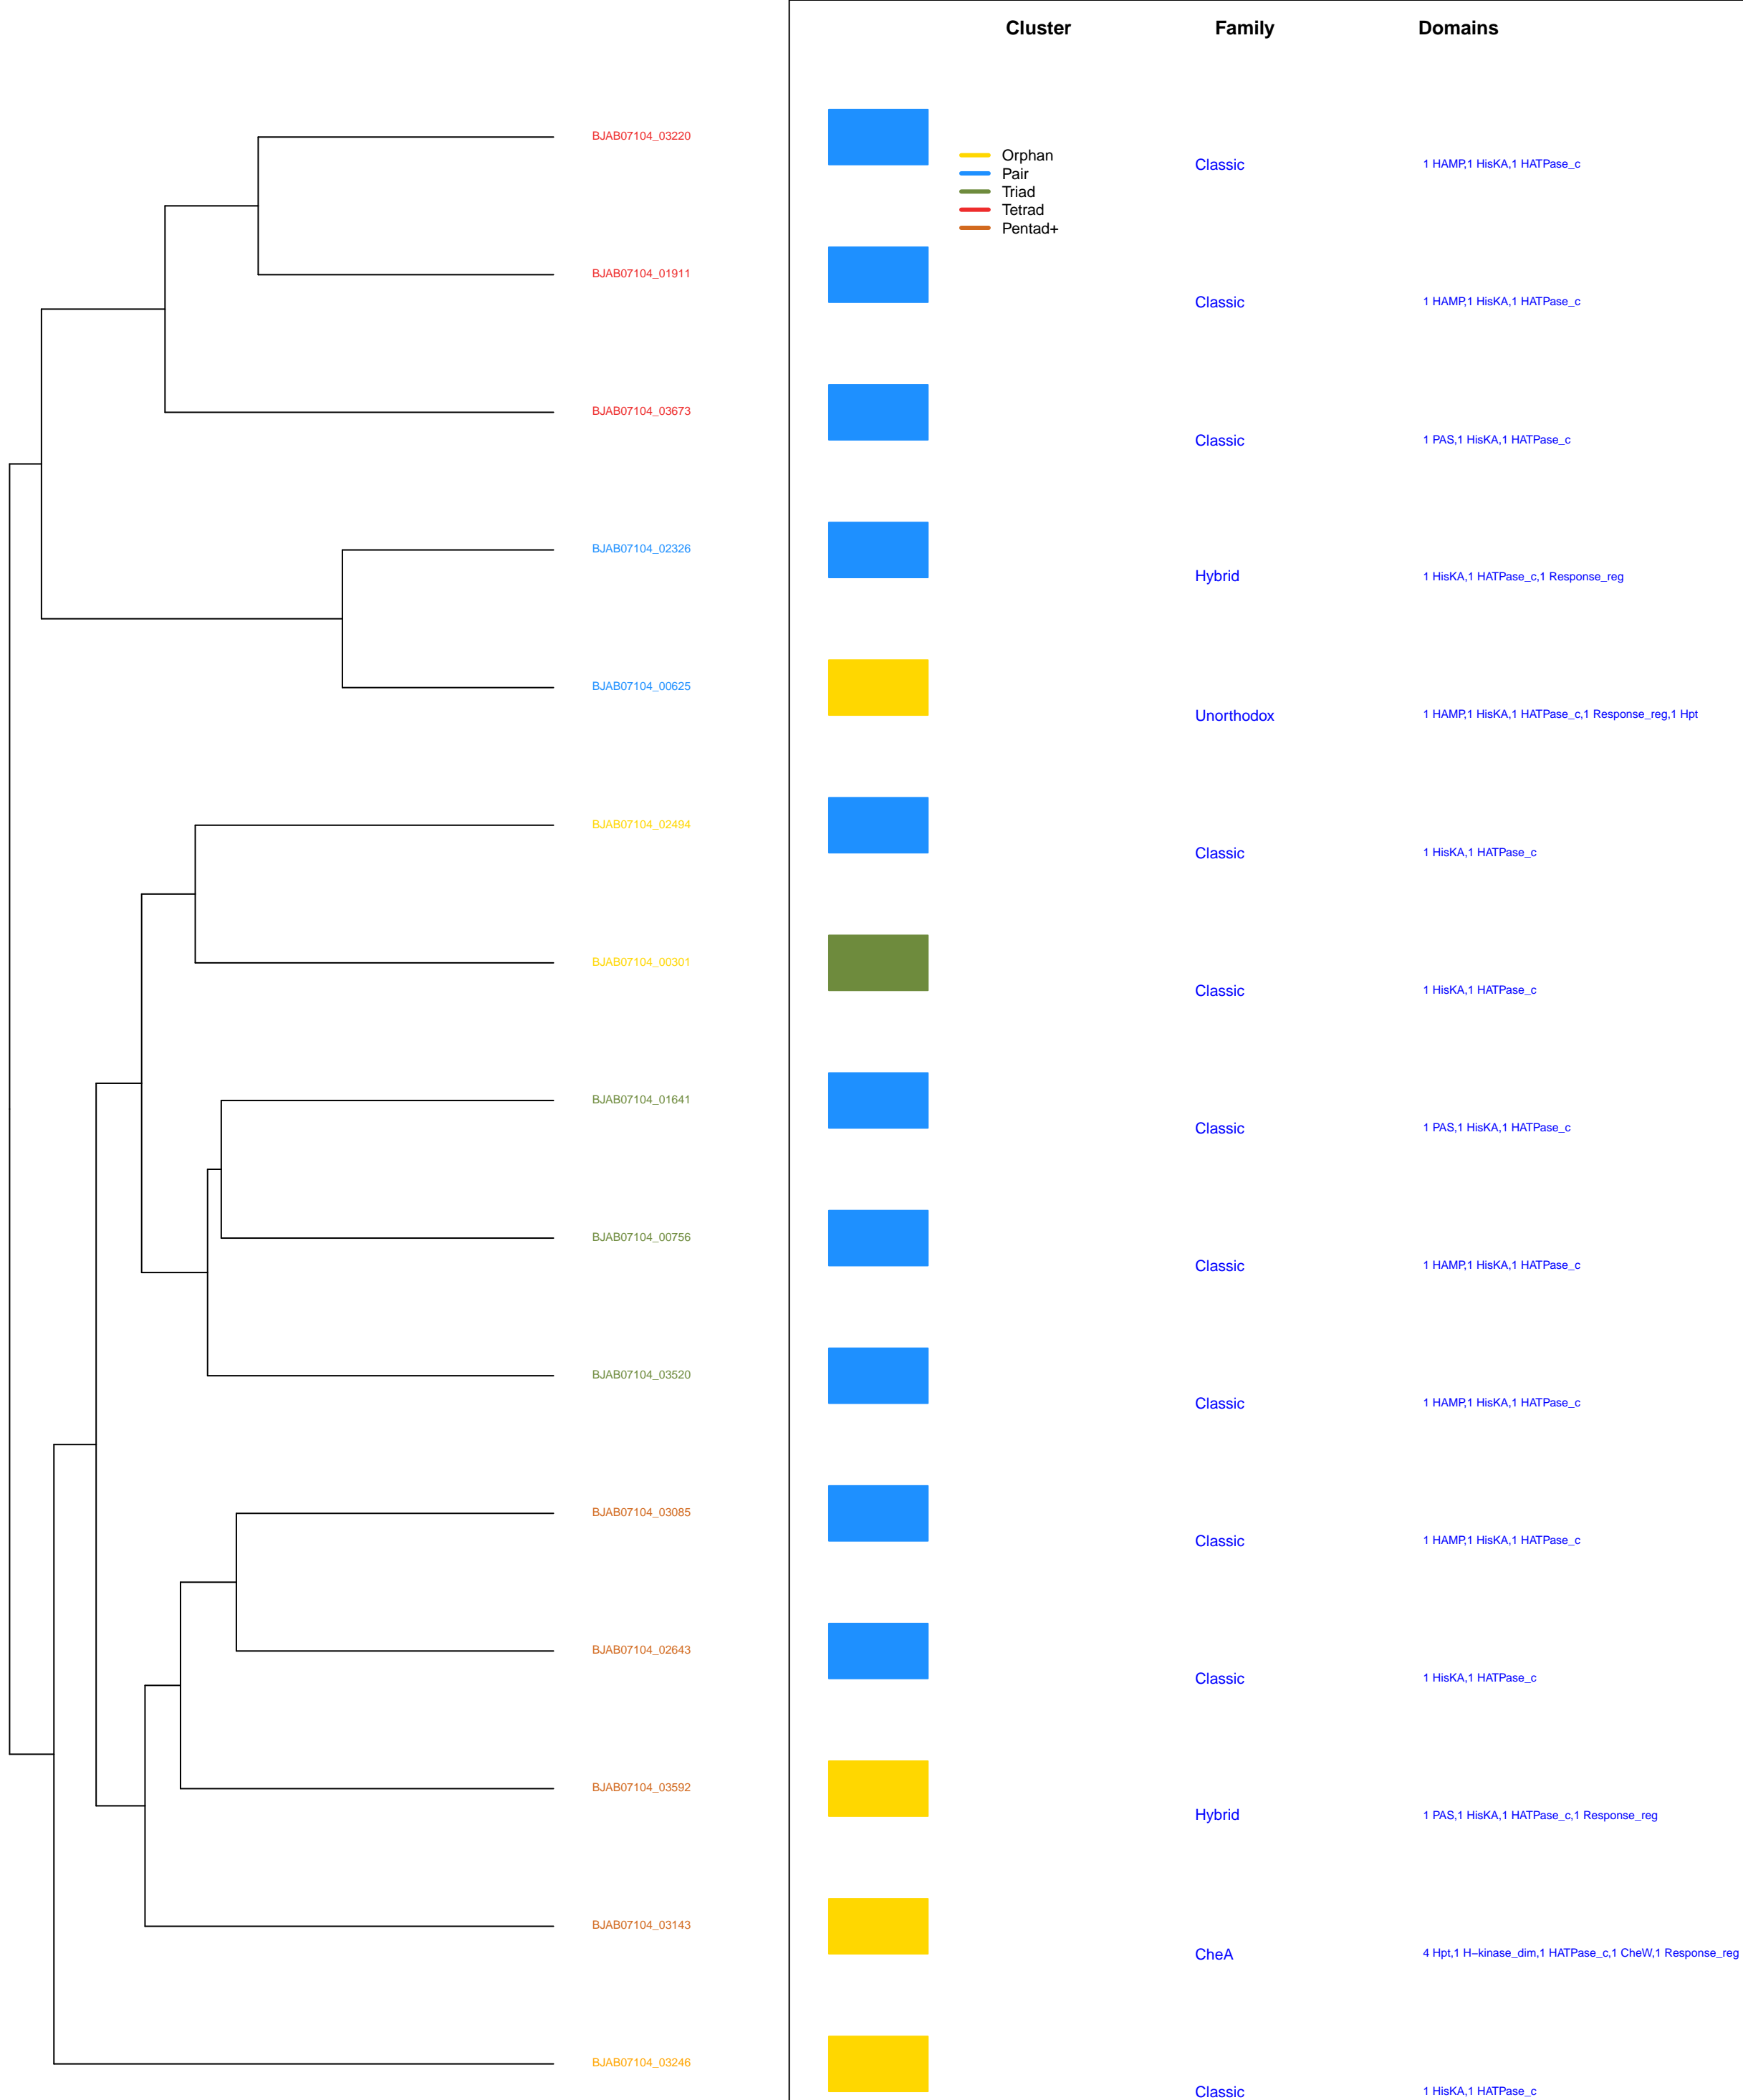 Cluster Family Domains
BJAB07104_03220
Orphan
Pair
Triad
Tetrad
Pentad+
Classic 1 HAMP,1 HisKA,1 HATPase_c
BJAB07104_01911
Classic 1 HAMP,1 HisKA,1 HATPase_c
BJAB07104_03673
Classic 1 PAS,1 HisKA,1 HATPase_c
BJAB07104_02326
Hybrid 1 HisKA,1 HATPase_c,1 Response_reg
BJAB07104_00625
Unorthodox 1 HAMP,1 HisKA,1 HATPase_c,1 Response_reg,1 Hpt
BJAB07104_02494
Classic 1 HisKA,1 HATPase_c
BJAB07104_00301
Classic 1 HisKA,1 HATPase_c
BJAB07104_01641
Classic 1 PAS,1 HisKA,1 HATPase_c
BJAB07104_00756
Classic 1 HAMP,1 HisKA,1 HATPase_c
BJAB07104_03520
Classic 1 HAMP,1 HisKA,1 HATPase_c
BJAB07104_03085
Classic 1 HAMP,1 HisKA,1 HATPase_c
BJAB07104_02643
Classic 1 HisKA,1 HATPase_c
BJAB07104_03592
Hybrid 1 PAS,1 HisKA,1 HATPase_c,1 Response_reg
BJAB07104_03143
CheA 4 Hpt,1 H−kinase_dim,1 HATPase_c,1 CheW,1 Response_reg
BJAB07104_03246
Classic 1 HisKA,1 HATPase_c